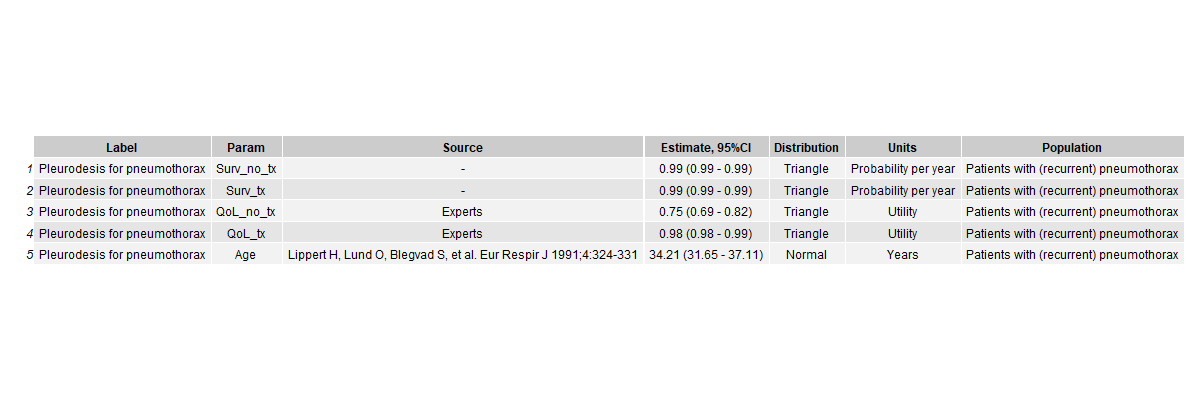 Label Param Source Estimate, 95%CI Distribution Units Population
1 Pleurodesis for pneumothorax Surv_no_tx - 0.99 (0.99 - 0.99) Triangle Probability per year Patients with (recurrent) pneumothorax
2 Pleurodesis for pneumothorax Surv_tx - 0.99 (0.99 - 0.99) Triangle Probability per year Patients with (recurrent) pneumothorax
3 Pleurodesis for pneumothorax QoL_no_tx Experts 0.75 (0.69 - 0.82) Triangle Utility Patients with (recurrent) pneumothorax
4 Pleurodesis for pneumothorax QoL_tx Experts 0.98 (0.98 - 0.99) Triangle Utility Patients with (recurrent) pneumothorax
5 Pleurodesis for pneumothorax Age Lippert H, Lund O, Blegvad S, et al. Eur Respir J 1991;4:324-331 34.21 (31.65 - 37.11) Normal Years Patients with (recurrent) pneumothorax